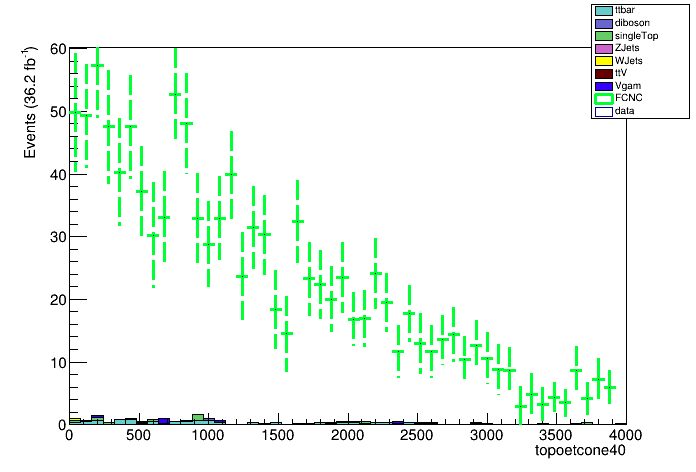 ttbar
diboson
singleTop
ZJets
WJets
ttV
Vgam
FCNC
data
Events (36.2 fb⁻¹)
60
50
40
30
20
10
0
0 500 1000 1500 2000 2500 3000 3500 4000
topoetcone40